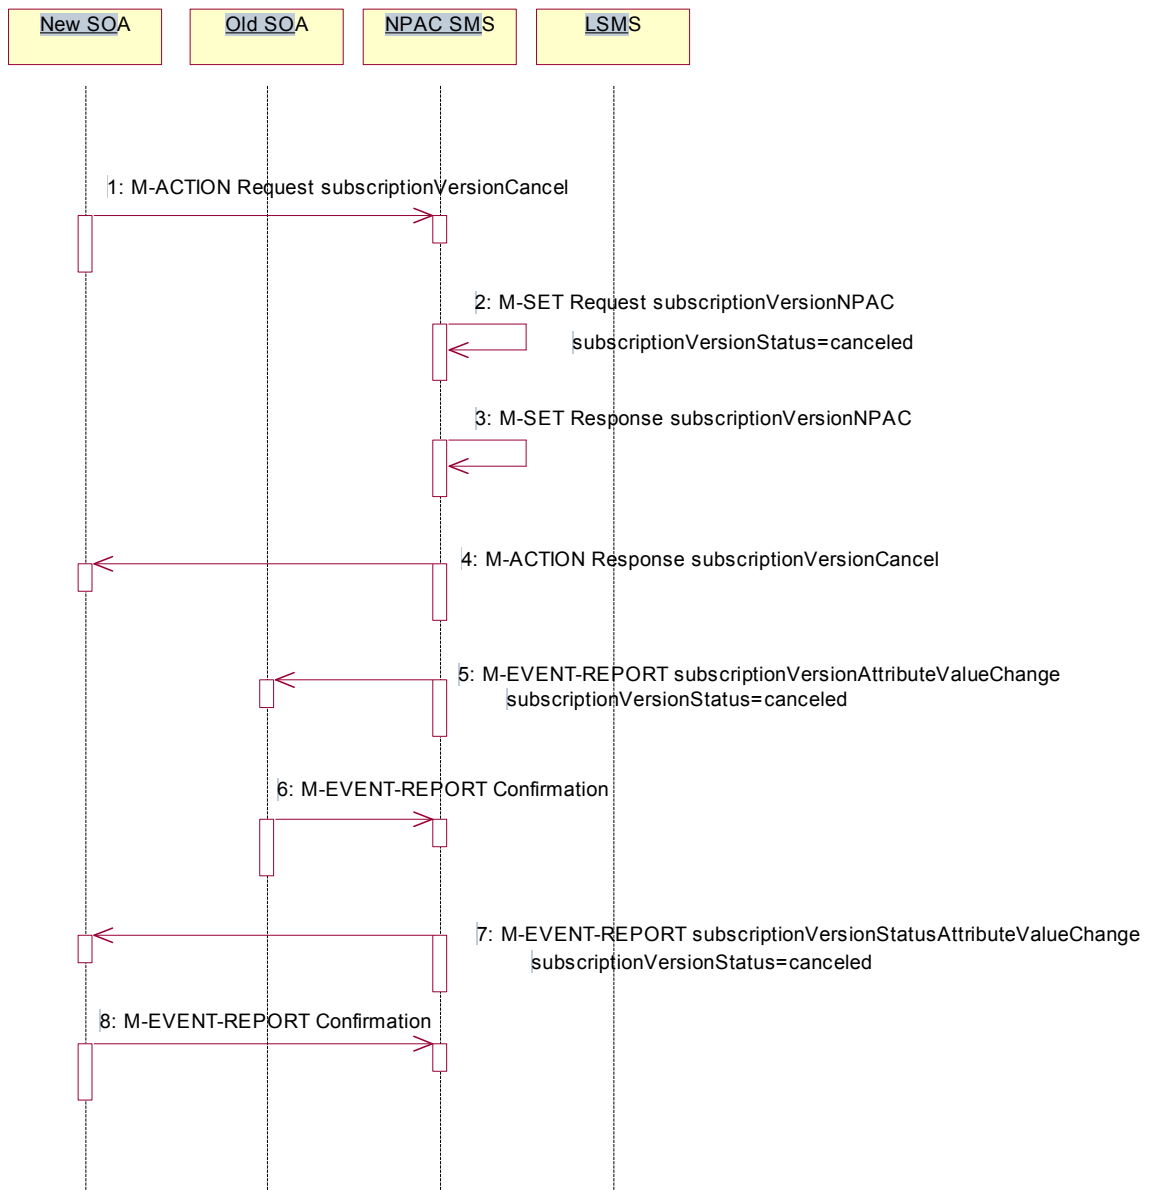 New SOA
Old SOA
NPAC SMS
LSMS
1: M-ACTION Request subscriptionVersionCancel
2: M-SET Request subscriptionVersionNPAC
subscriptionVersionStatus=canceled
3: M-SET Response subscriptionVersionNPAC
4: M-ACTION Response subscriptionVersionCancel
5: M-EVENT-REPORT subscriptionVersionAttributeValueChange
subscriptionVersionStatus=canceled
6: M-EVENT-REPORT Confirmation
7: M-EVENT-REPORT subscriptionVersionStatusAttributeValueChange
subscriptionVersionStatus=canceled
8: M-EVENT-REPORT Confirmation